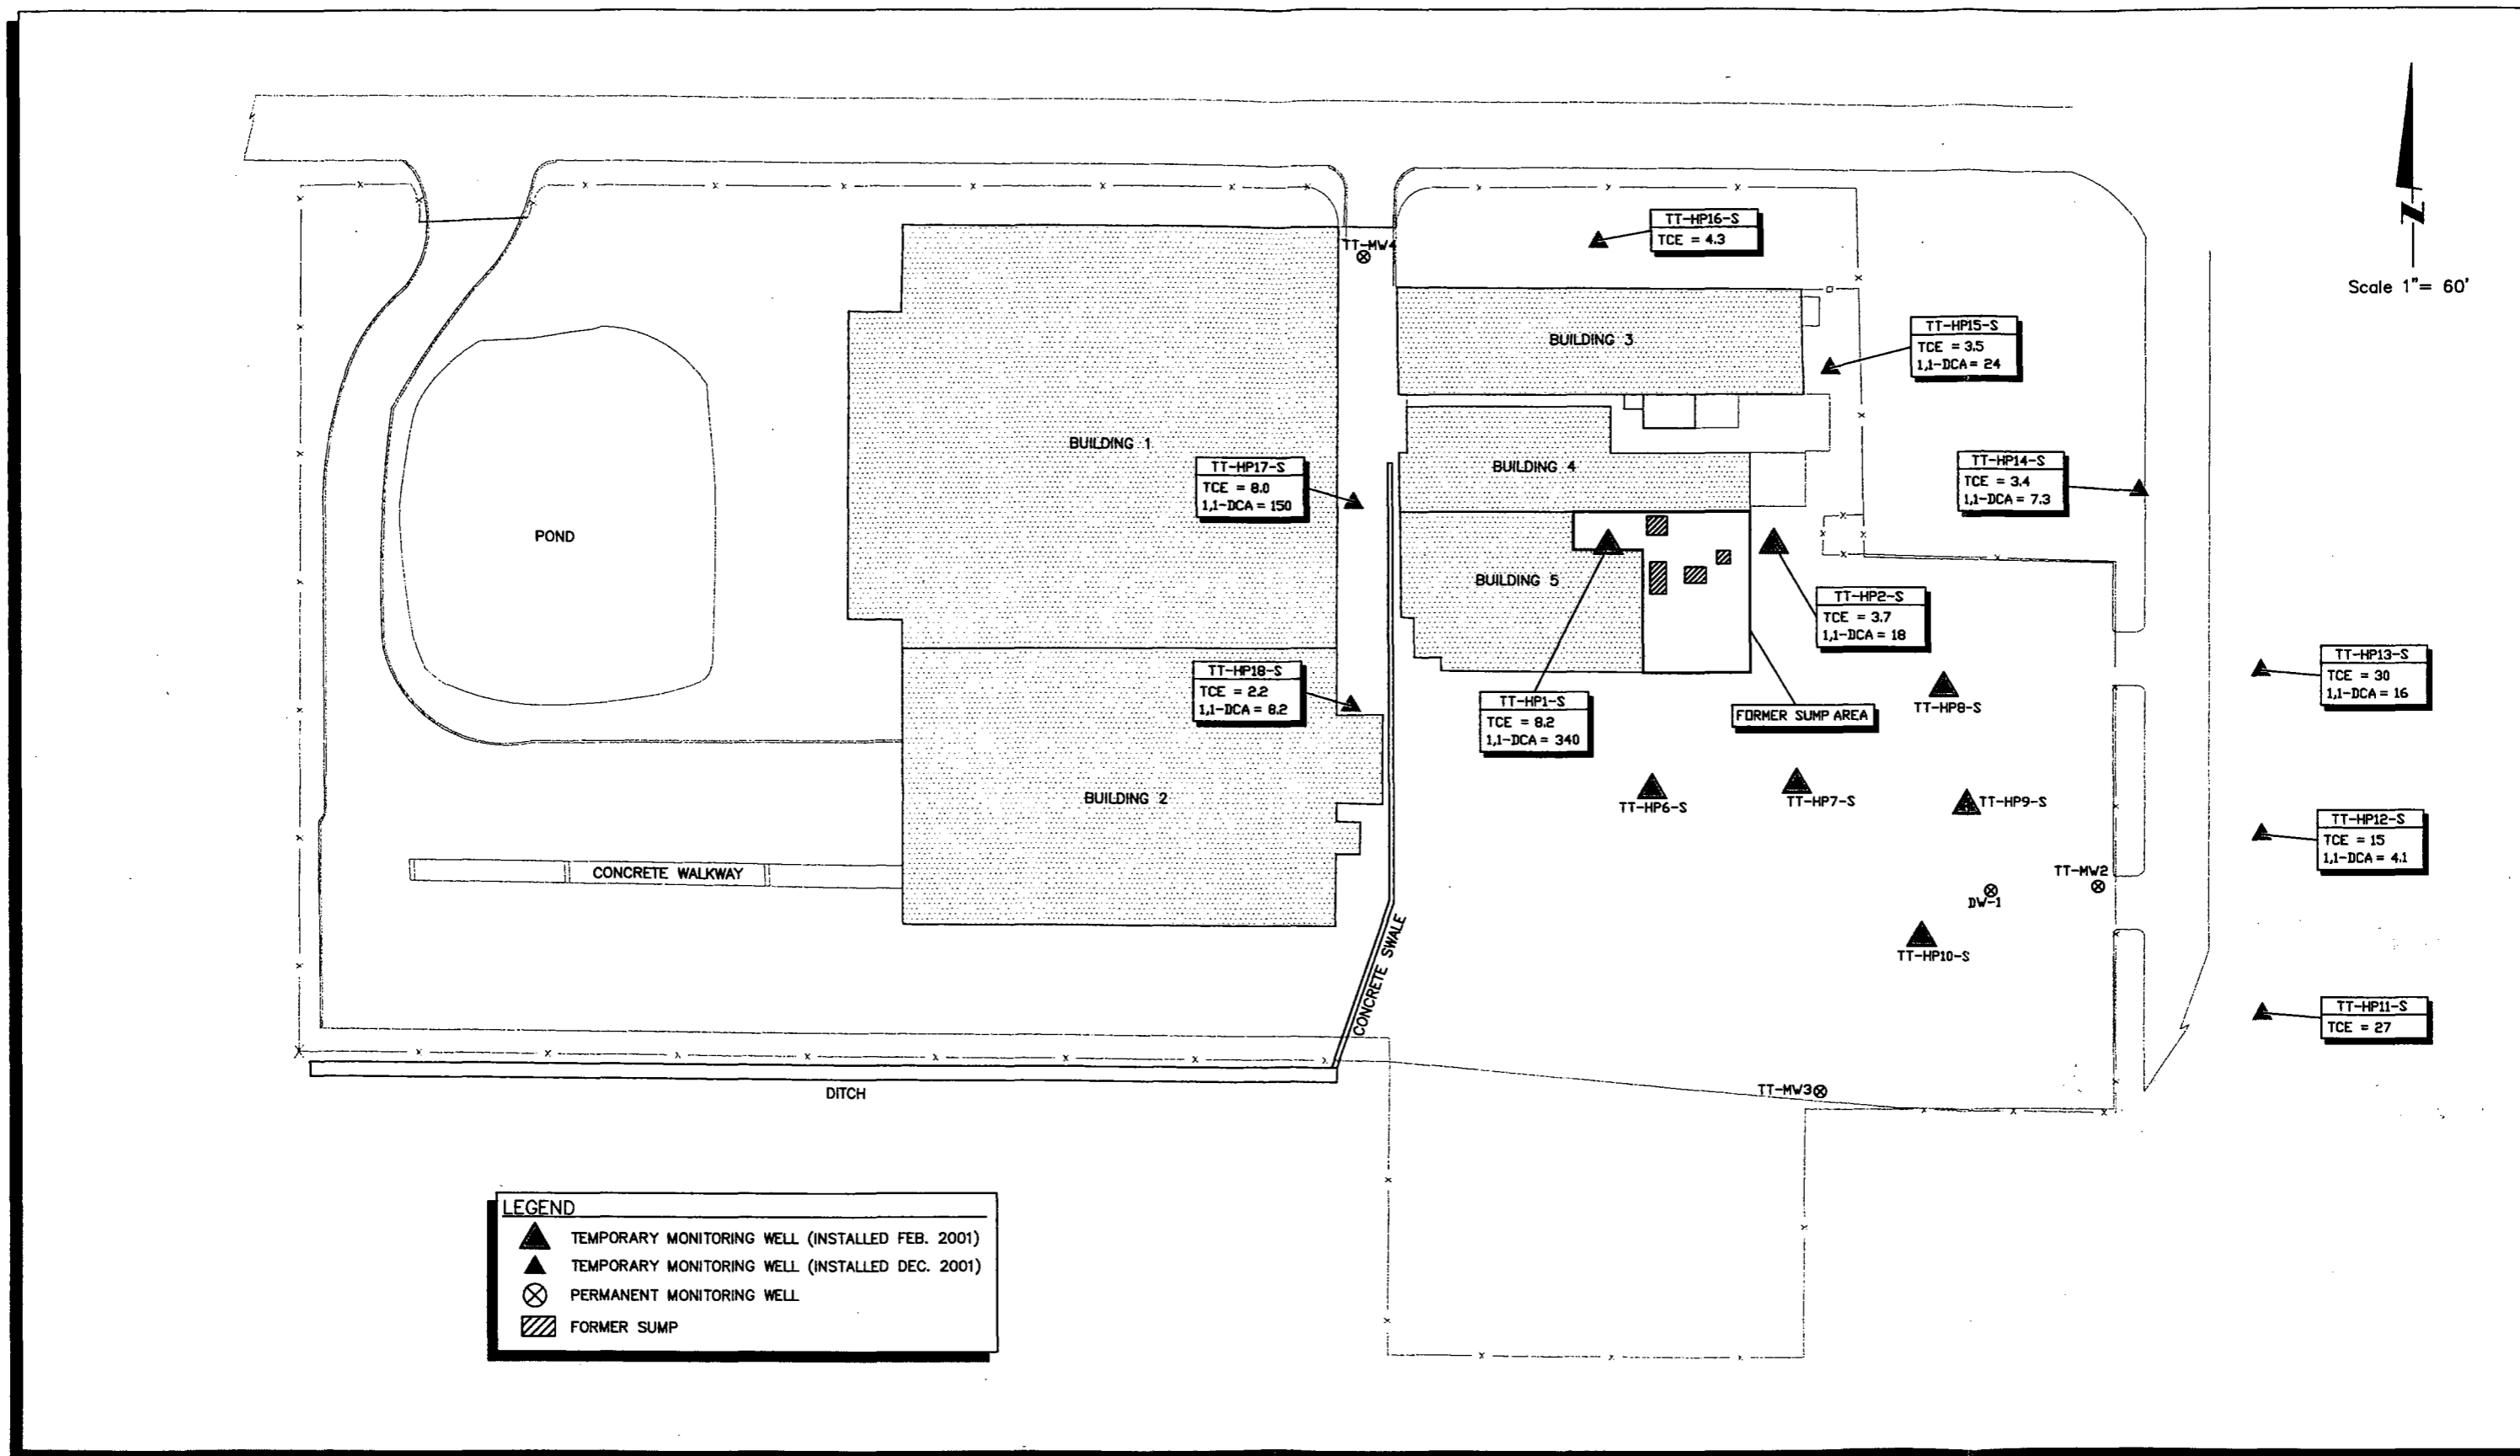 N
Scale 1"= 60'
TT-HP16-S
TCE = 4.3
TT-MW4
TT-HP15-S
TCE = 3.5
1,1-DCA = 24
BUILDING 3
BUILDING 1
TT-HP17-S
TCE = 8.0
1,1-DCA = 150
BUILDING 4
TT-HP14-S
TCE = 3.4
1,1-DCA = 7.3
POND
BUILDING 5
TT-HP2-S
TCE = 3.7
1,1-DCA = 18
TT-HP18-S
TCE = 2.2
1,1-DCA = 8.2
TT-HP1-S
TCE = 8.2
1,1-DCA = 340
FORMER SUMP AREA
TT-HP8-S
TT-HP13-S
TCE = 30
1,1-DCA = 16
BUILDING 2
TT-HP6-S
TT-HP7-S
TT-HP9-S
TT-HP12-S
TCE = 15
1,1-DCA = 4.1
CONCRETE WALKWAY
TT-MW2
DW-1
CONCRETE SWALE
TT-HP10-S
TT-HP11-S
TCE = 27
DITCH
TT-MW3
LEGEND
TEMPORARY MONITORING WELL (INSTALLED FEB. 2001)
TEMPORARY MONITORING WELL (INSTALLED DEC. 2001)
PERMANENT MONITORING WELL
FORMER SUMP